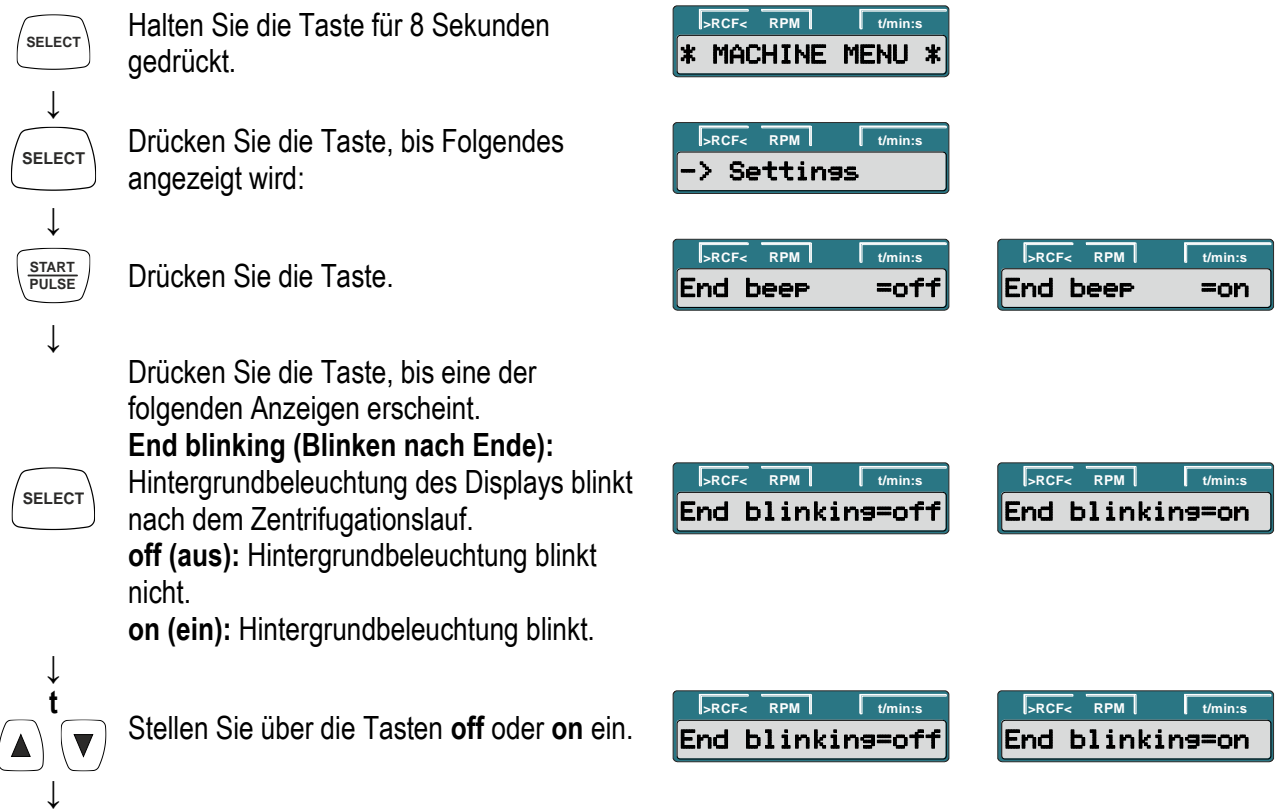 SELECT
Halten Sie die Taste für 8 Sekunden
gedrückt.
>RCF< RPM t/min:s
* MACHINE MENU *
↓
SELECT
Drücken Sie die Taste, bis Folgendes
angezeigt wird:
>RCF< RPM t/min:s
-> Settings
↓
START
PULSE
Drücken Sie die Taste.
>RCF< RPM t/min:s
End beep =off
>RCF< RPM t/min:s
End beep =on
↓
SELECT
Drücken Sie die Taste, bis eine der
folgenden Anzeigen erscheint.
End blinking (Blinken nach Ende):
Hintergrundbeleuchtung des Displays blinkt
nach dem Zentrifugationslauf.
off (aus): Hintergrundbeleuchtung blinkt
nicht.
on (ein): Hintergrundbeleuchtung blinkt.
>RCF< RPM t/min:s
End blinking=off
>RCF< RPM t/min:s
End blinking=on
↓
t
▲ ▼
Stellen Sie über die Tasten off oder on ein.
>RCF< RPM t/min:s
End blinking=off
>RCF< RPM t/min:s
End blinking=on
↓